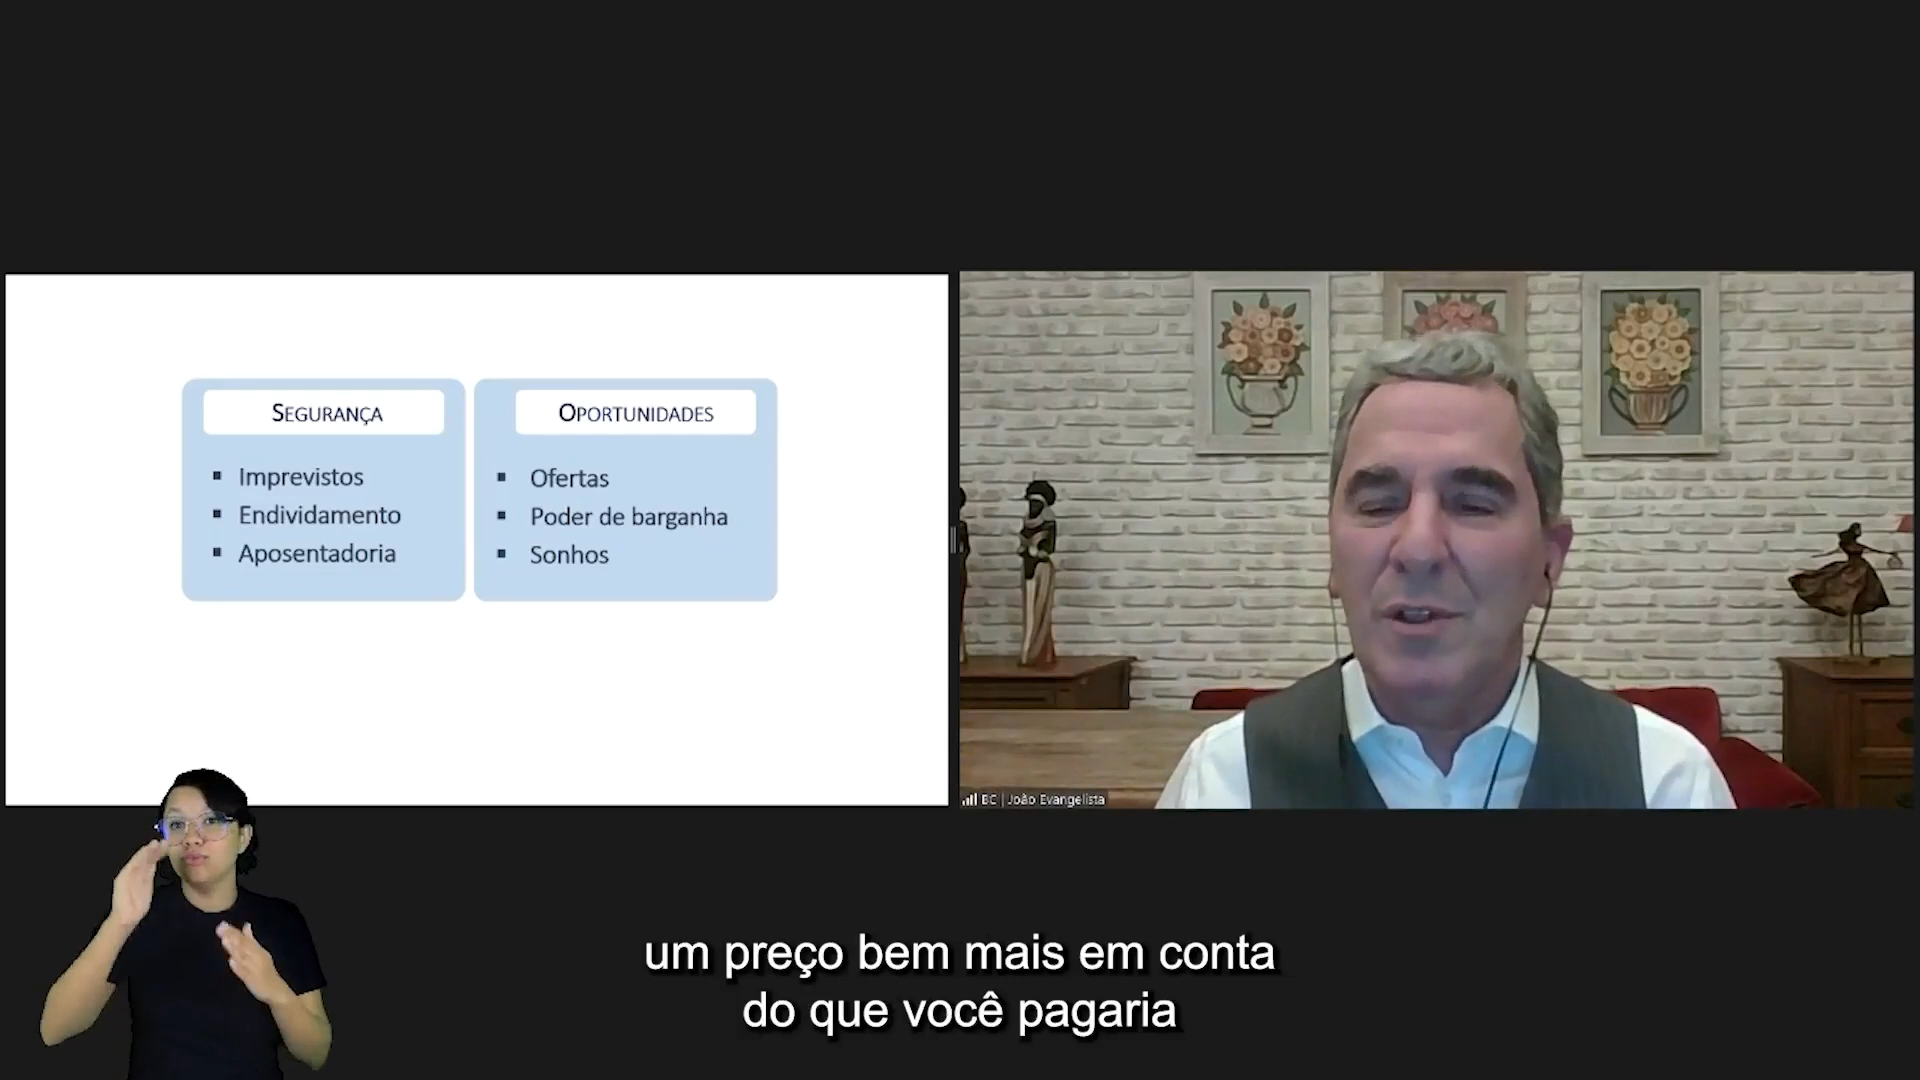 SEGURANÇA
▪ Imprevistos
▪ Endividamento
▪ Aposentadoria
OPORTUNIDADES
▪ Ofertas
▪ Poder de barganha
▪ Sonhos
BC | João Evangelista
um preço bem mais em conta
do que você pagaria